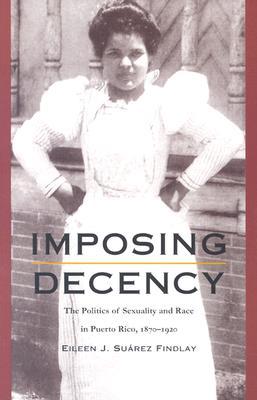 IMPOSING
DECENCY
The Politics of Sexuality and Race
in Puerto Rico, 1870–1920
EILEEN J. SUÁREZ FINDLAY